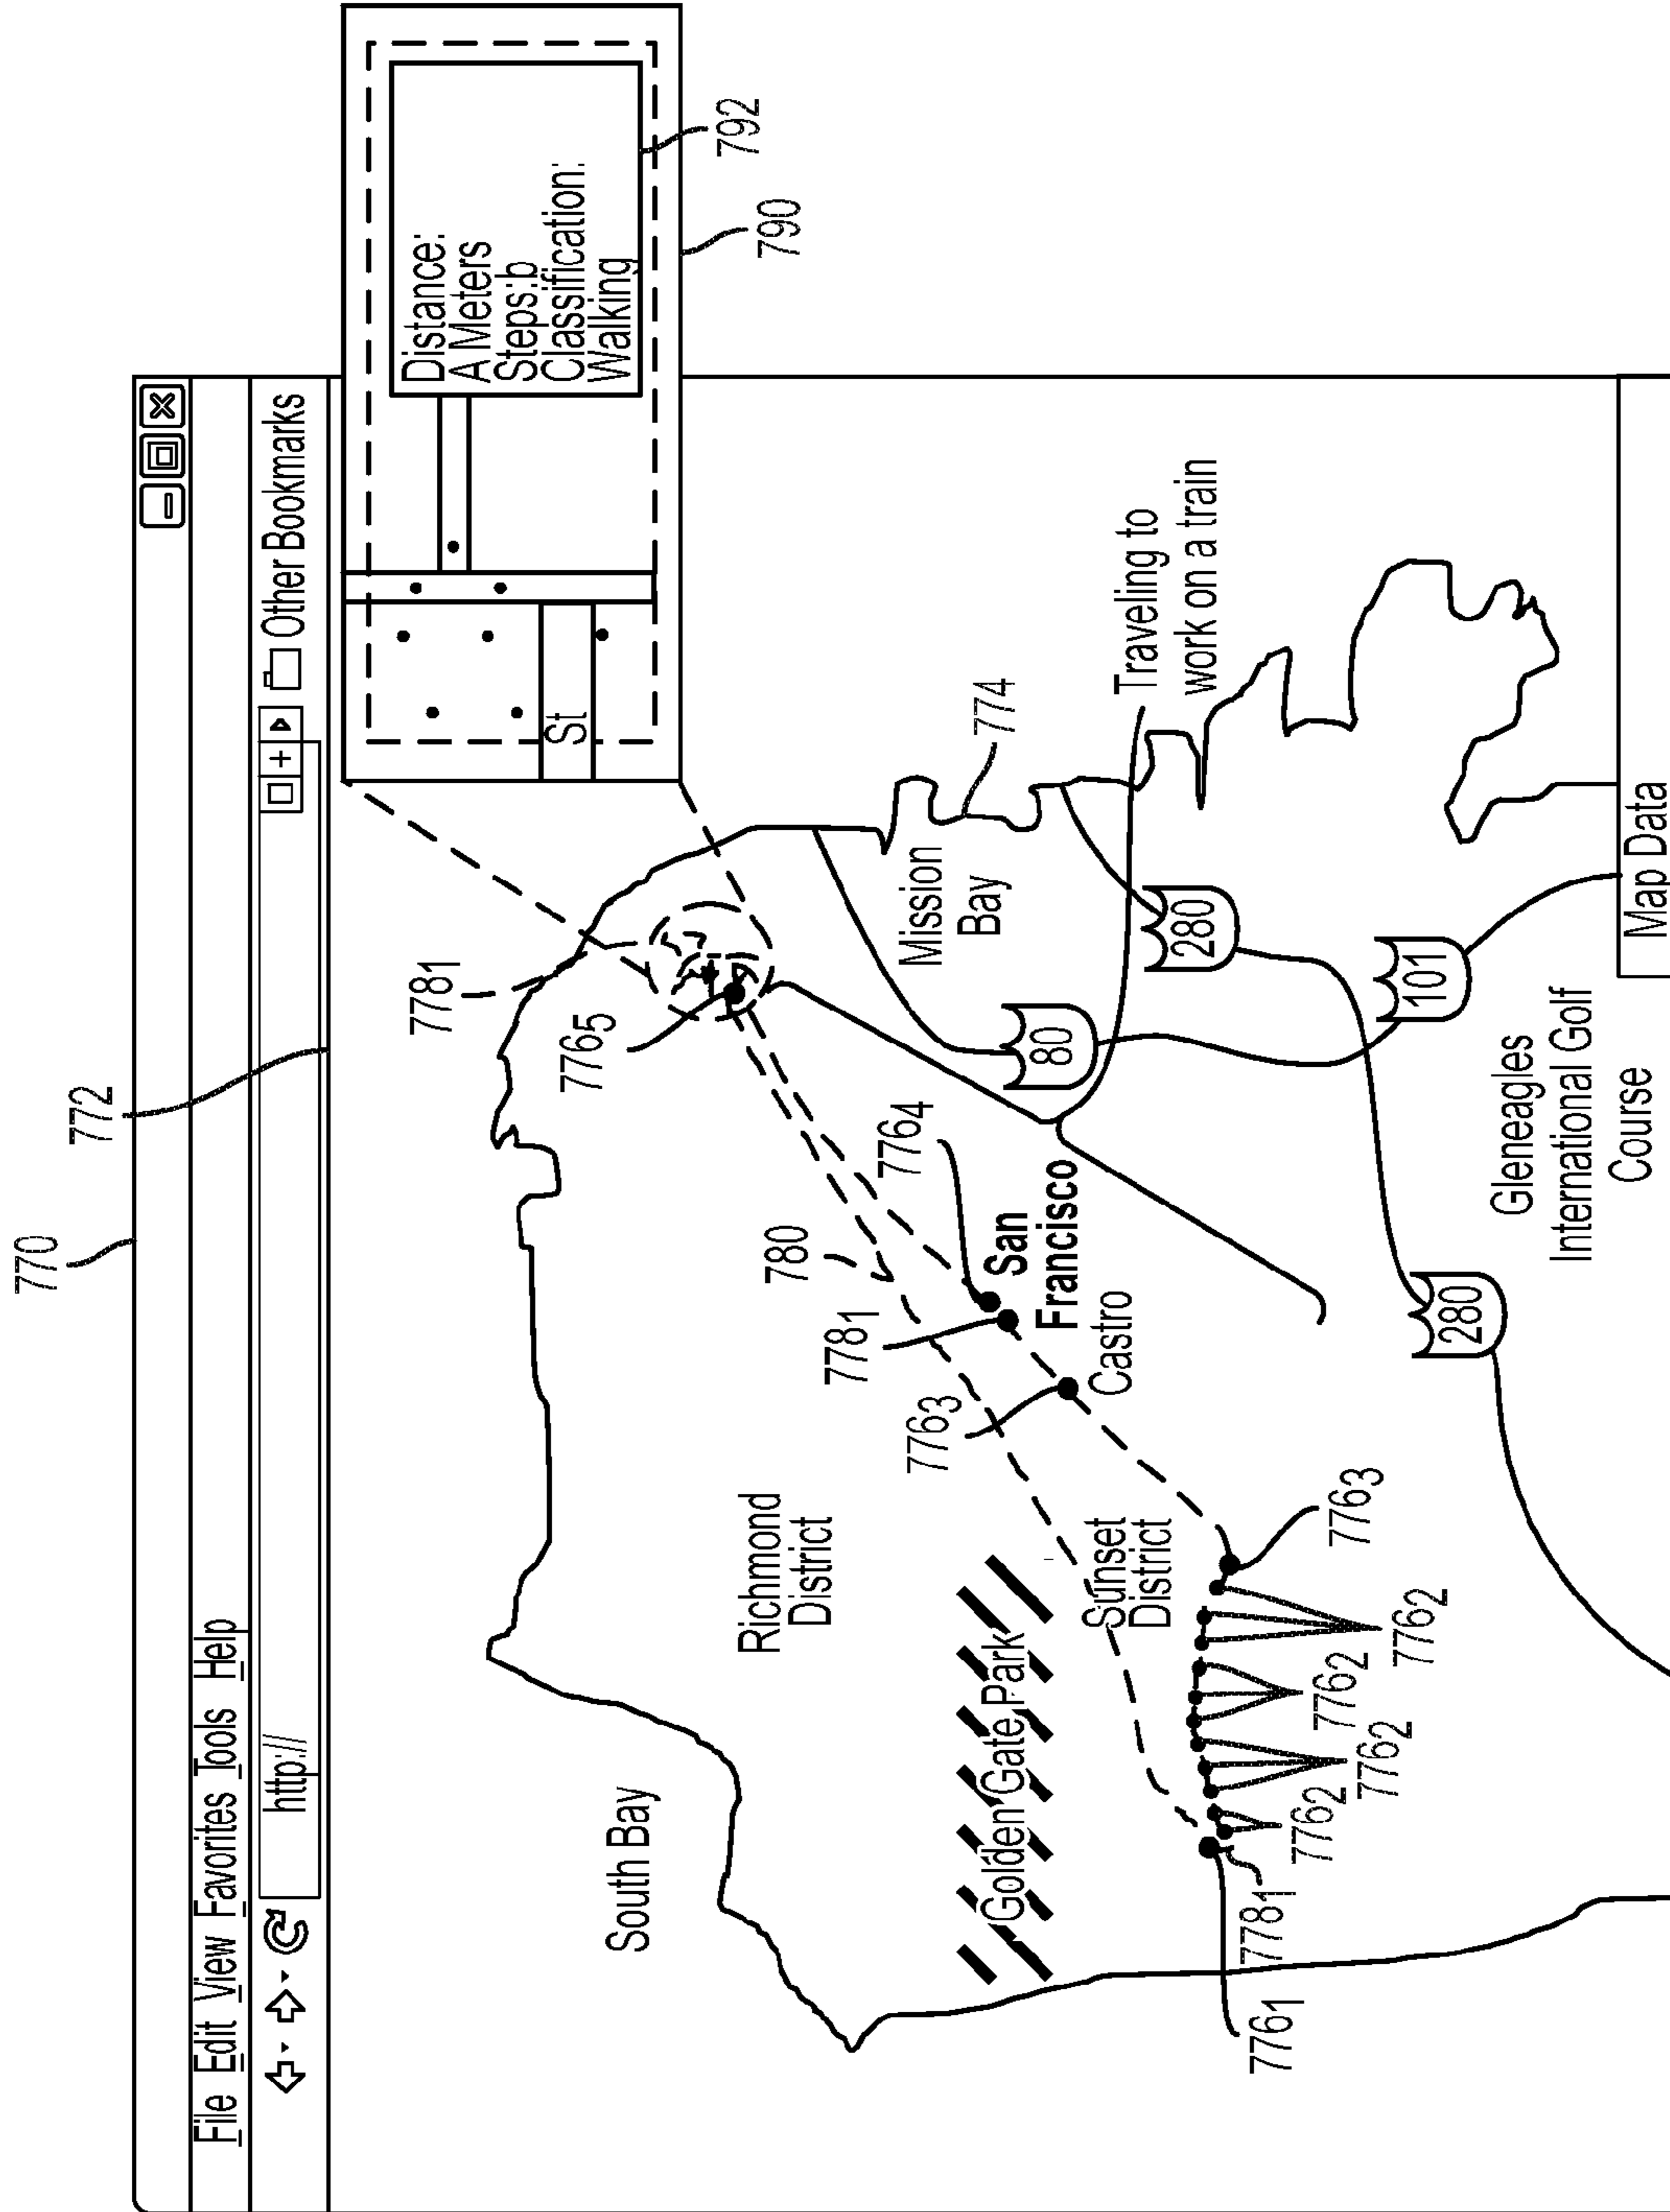 770
772
File Edit View Favorites Tools Help
http://
Other Bookmarks
Distance:
A Meters
Steps:b
Classification:
Walking
St
792
790
778₁
776₅
South Bay
Richmond
District
780
778₁
776₄
776₃
San
Francisco
Castro
Mission
Bay
774
Traveling to
work on a train
Golden Gate Park
Sunset
District
80
280
101
280
776₁
778₁
776₂
776₂
776₂
776₂
776₃
Gleneagles
International Golf
Course
Map Data